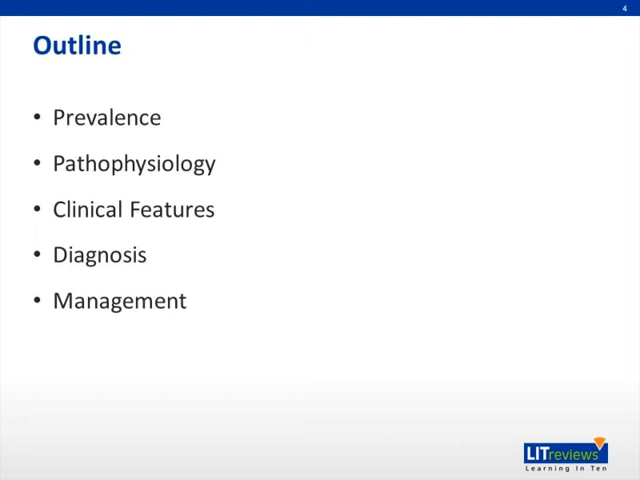 4
Outline
• Prevalence
• Pathophysiology
• Clinical Features
• Diagnosis
• Management
LITreviews
Learning In Ten